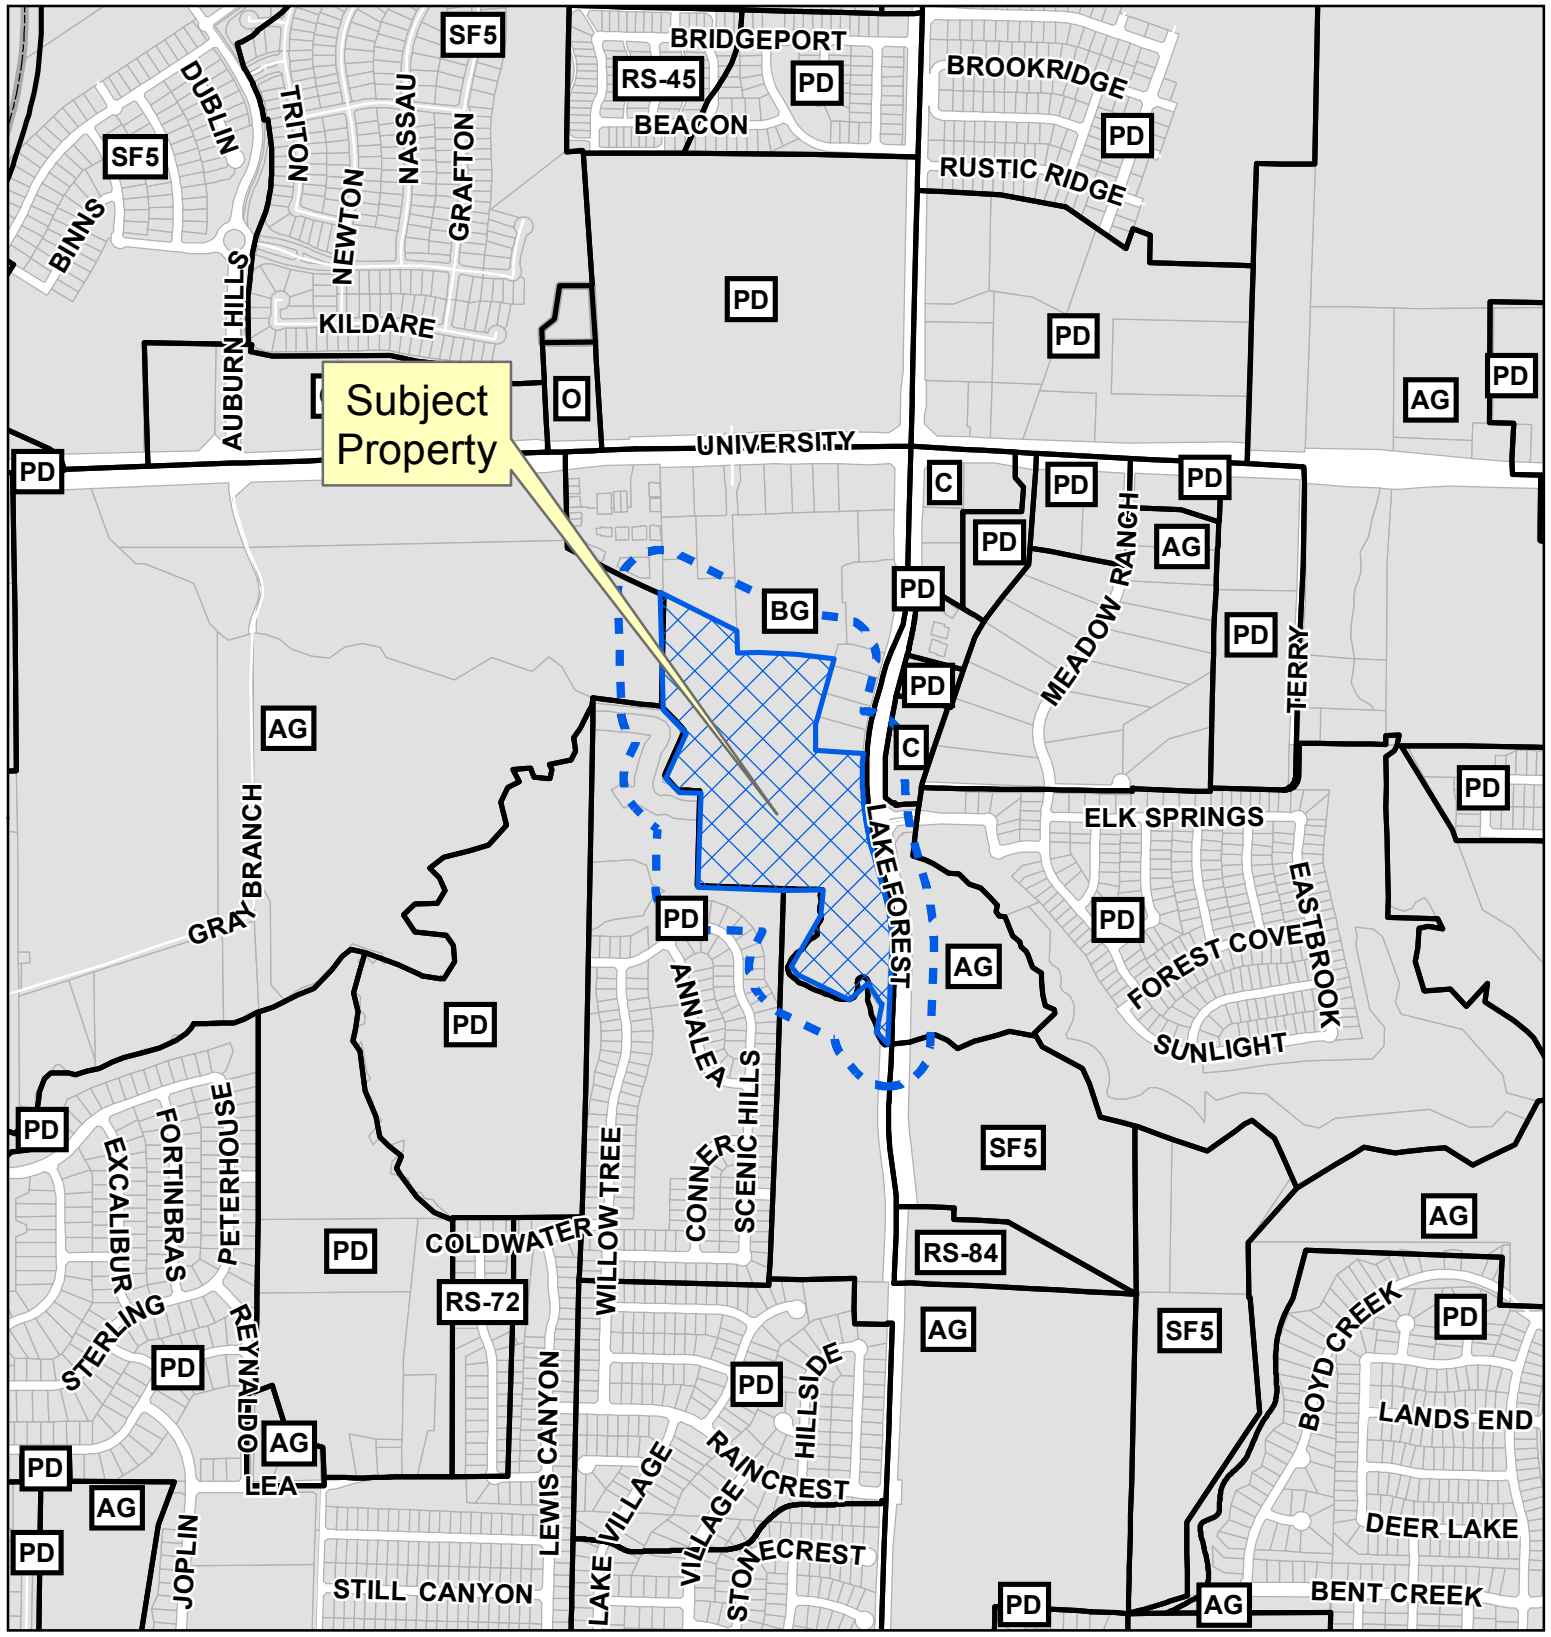 SF5
BRIDGEPORT
RS-45
PD
BEACON
BROOKRIDGE
PD
RUSTIC RIDGE
DUBLIN
SF5
BINNS
TRITON
NASSAU
NEWTON
GRAFTON
KILDARE
AUBURN HILLS
PD
PD
PD
AG
O
Subject
Property
UNIVERSITY
PD
C
PD
PD
PD
AG
MEADOW RANCH
PD
BG
PD
TERRY
PD
C
AG
GRAYBRANCH
PD
ELK SPRINGS
LAKE FOREST
EASTBROOK
PD
PD
FOREST COVE
AG
SUNLIGHT
ANNALEA
SCENIC HILLS
CONNER
WILLOW TREE
PD
PD
EXCALIBUR
FORTINBRAS
PETERHOUSE
SF5
AG
PD
COLDWATER
RS-84
RS-72
STERLING
REYNALDO
PD
AG
SF5
BOYD CREEK
PD
PD
HILLSIDE
LEWIS CANYON
LANDS END
AG
PD
LEA
RAINCREST
VILLAGE
LAKE VILLAGE
AG
PD
JOPLIN
STONECREST
DEER LAKE
STILL CANYON
PD
AG
BENT CREEK